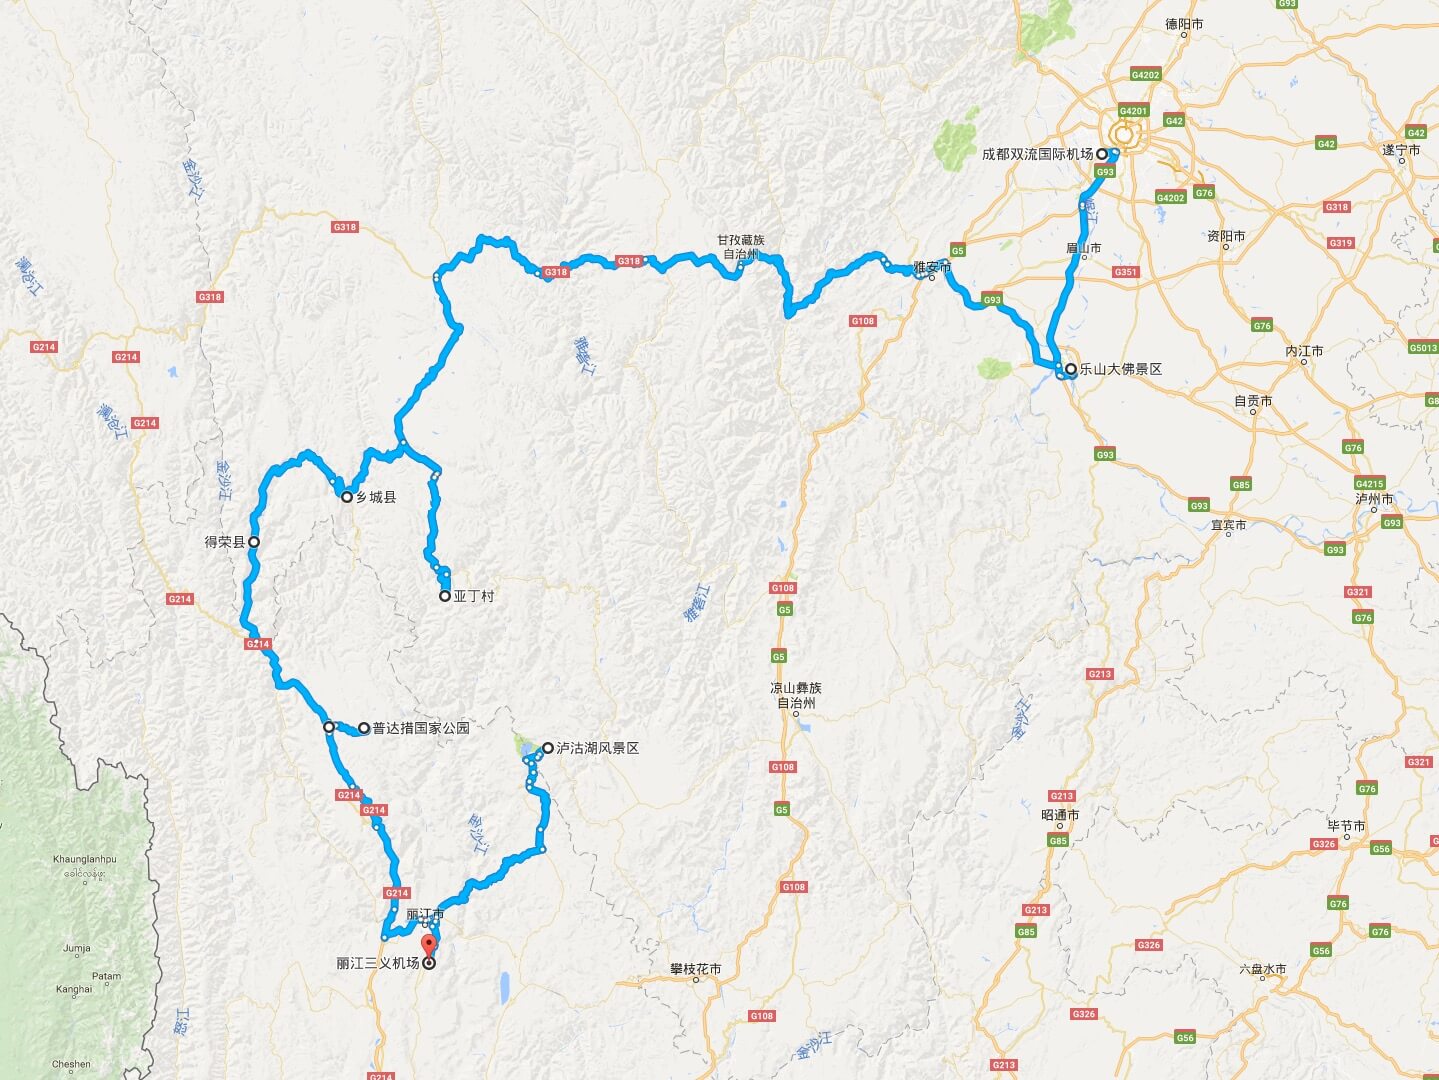 G93
德阳市
G4202
G4201
G42
G42
G42
遂宁市
成都双流国际机场
G93
G4202
G76
金沙江
岷江
G318
G318
G319
资阳市
甘孜藏族
自治州
眉山市
G5
G318
G318
雅安市
G351
澜沧江
G318
G93
G108
G76
G214
G214
雅砻江
内江市
G5013
乐山大佛景区
自贡市
澜沧江
G214
G93
G76
金沙江
G85
G4215
乡城县
G93
泸州市
宜宾市
G93
得荣县
G93
G108
亚丁村
G321
G214
雅砻江
G5
G76
G214
G5
G213
凉山彝族
自治州
金沙江
普达措国家公园
泸沽湖风景区
G108
G321
G76
G214
G213
G214
G5
昭通市
毕节市
金沙江
G85
G326
G56
Khaunglanhpu
G108
G214
G76
丽江市
G213
G85
G76
Jumja
G326
G56
丽江三义机场
攀枝花市
六盘水市
Patam
Kanghai
怒江
G108
G326
G56
金沙江
Cheshen
G213
G214